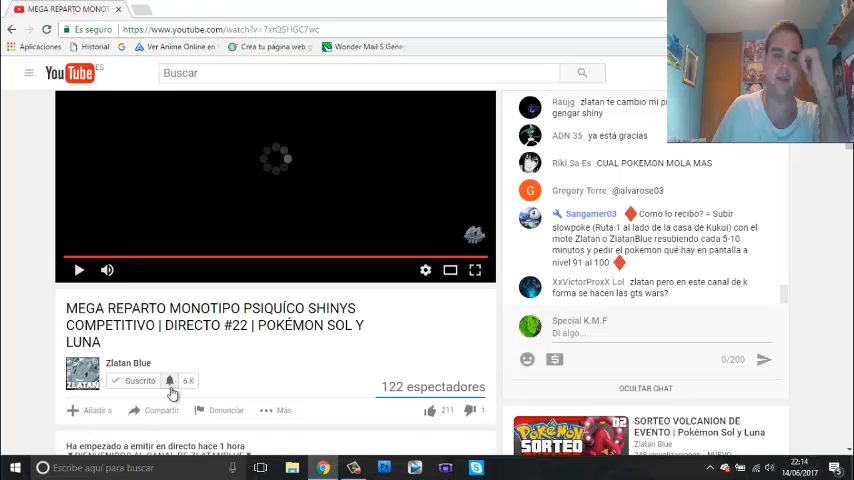 MEGA REPARTO MONOT
Es seguro
https://www.youtube.com/watch?v=7xrQ5HGC7wc
Aplicaciones
Historial
Ver Anime Online en
Crea tu página web g
Wonder Mail S Gene
YouTube ES
Buscar
Raujg zlatan te cambio mi
gengar shiny
ADN 35 ya está gracias
Riki Sa Es CUAL POKEMON MOLA MAS
Gregory Torre @alvarose03
Sangamer03 Como lo recibo? = Subir
slowpoke (Ruta 1 al lado de la casa de Kukui) con el
mote Zlatan o ZlatanBlue resubiendo cada 5-10
minutos y pedir el pokemon qué hay en pantalla a
nivel 91 al 100
XxVictorProxX Lol zlatan pero en este canal de k
forma se hacen las gts wars?
Special K.M.F
Di algo...
0/200
OCULTAR CHAT
MEGA REPARTO MONOTIPO PSIQUÍCO SHINYS
COMPETITIVO | DIRECTO #22 | POKÉMON SOL Y
LUNA
ZLATAN
Zlatan Blue
Suscrito
6 K
122 espectadores
Añadir a
Compartir
Denunciar
Más
211
1
Ha empezado a emitir en directo hace 1 hora
POKÉMON
SORTEO
02
SORTEO VOLCANION DE
EVENTO | Pokémon Sol y Luna
Zlatan Blue
Escribe aquí para buscar
22:14
14/06/2017